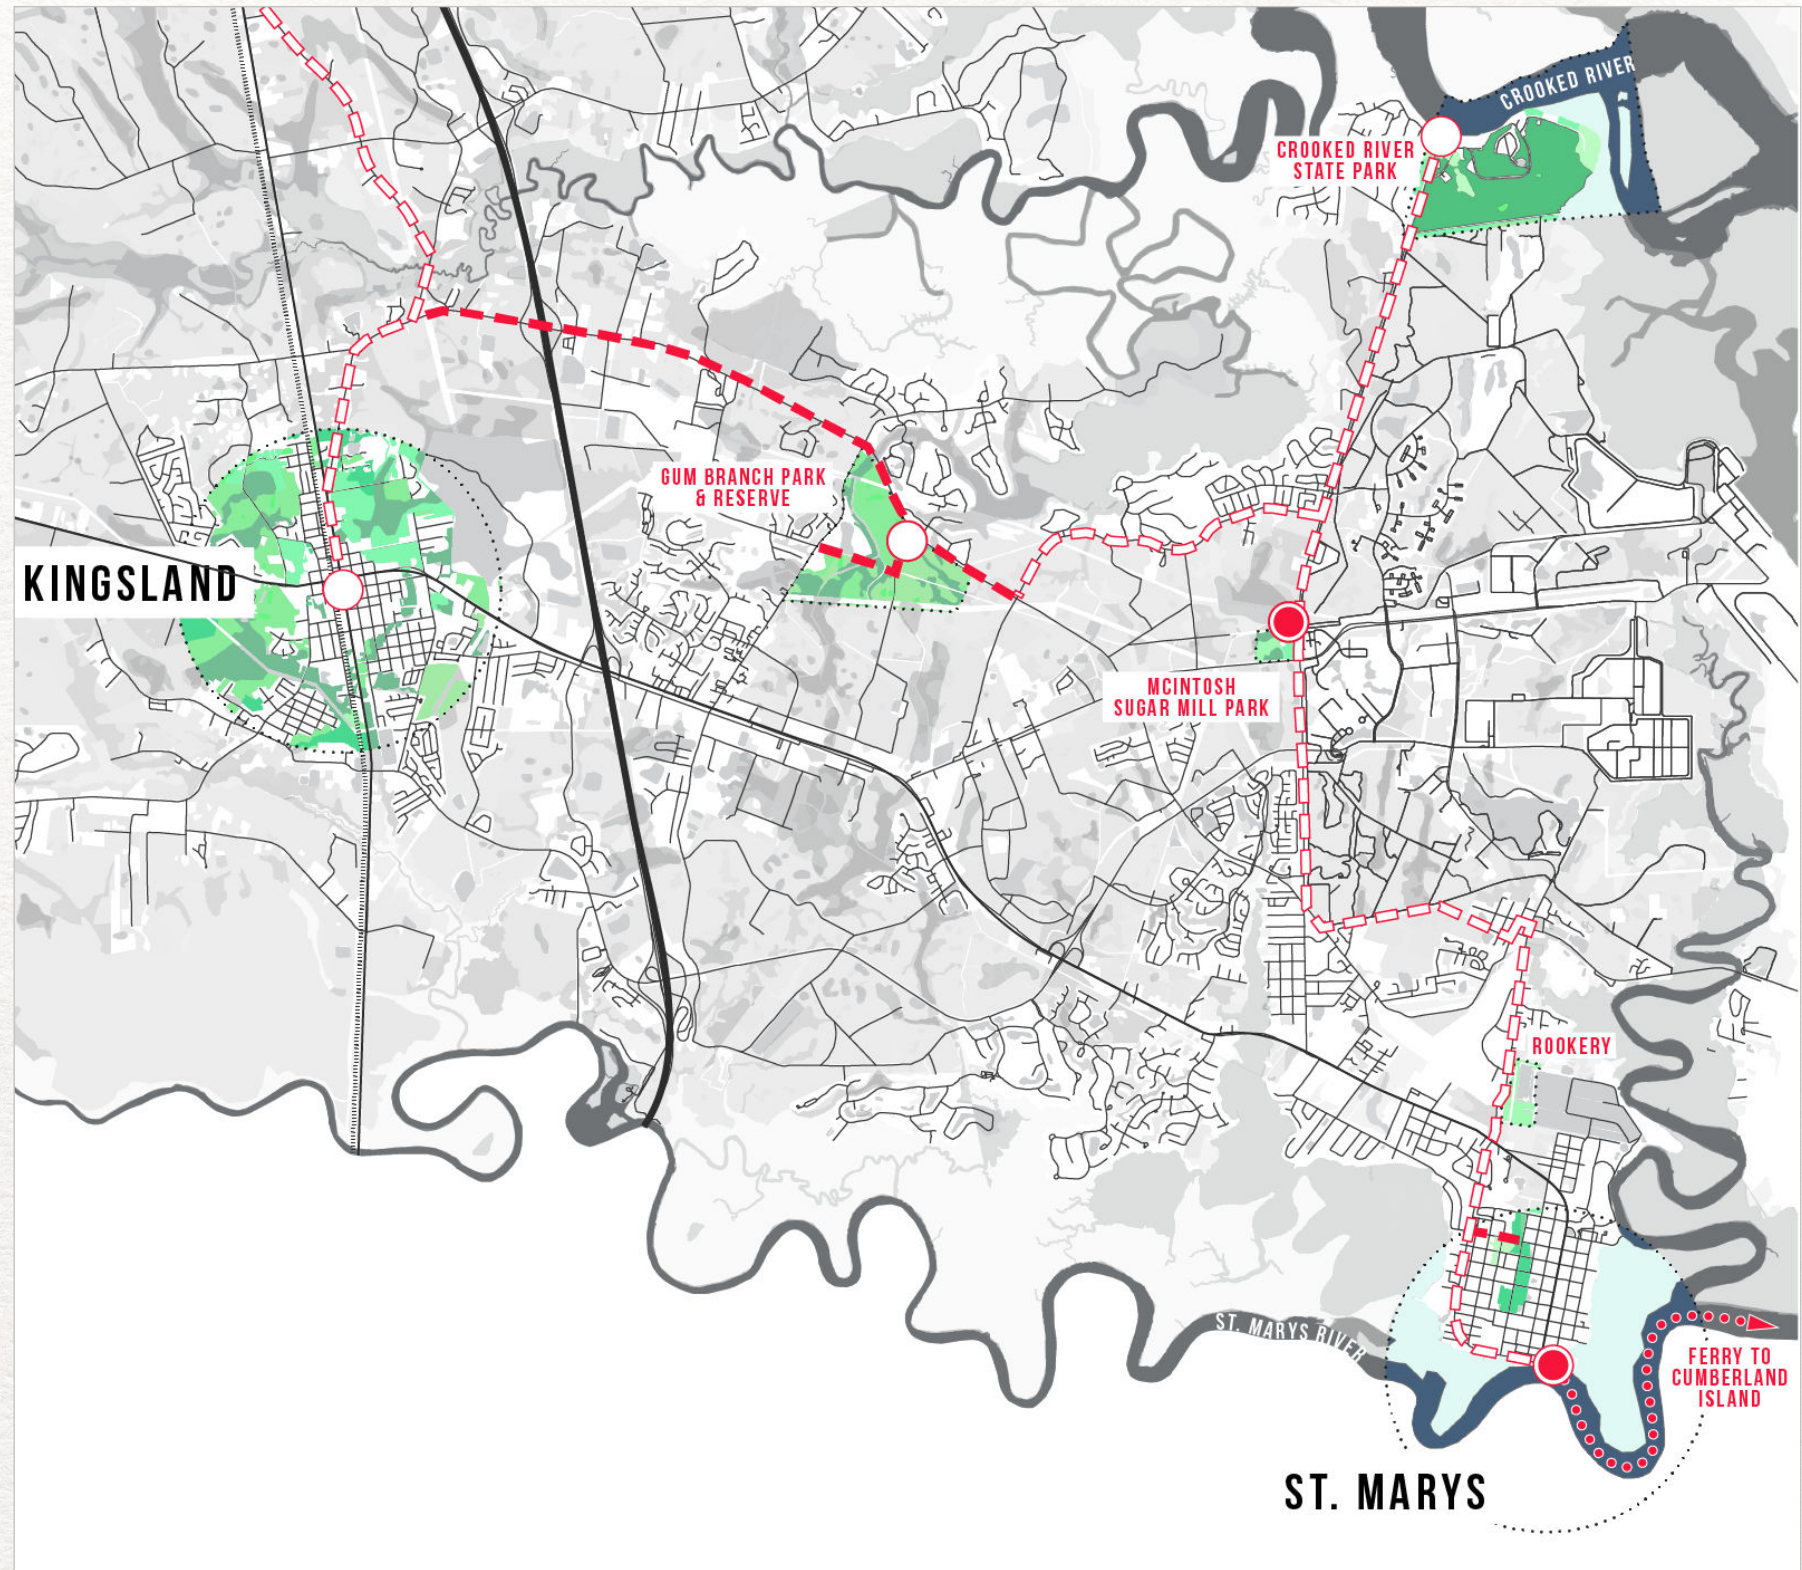 CROOKED RIVER
CROOKED RIVER
STATE PARK
GUM BRANCH PARK
& RESERVE
KINGSLAND
MCINTOSH
SUGAR MILL PARK
ROOKERY
ST. MARYS RIVER
FERRY TO
CUMBERLAND
ISLAND
ST. MARYS